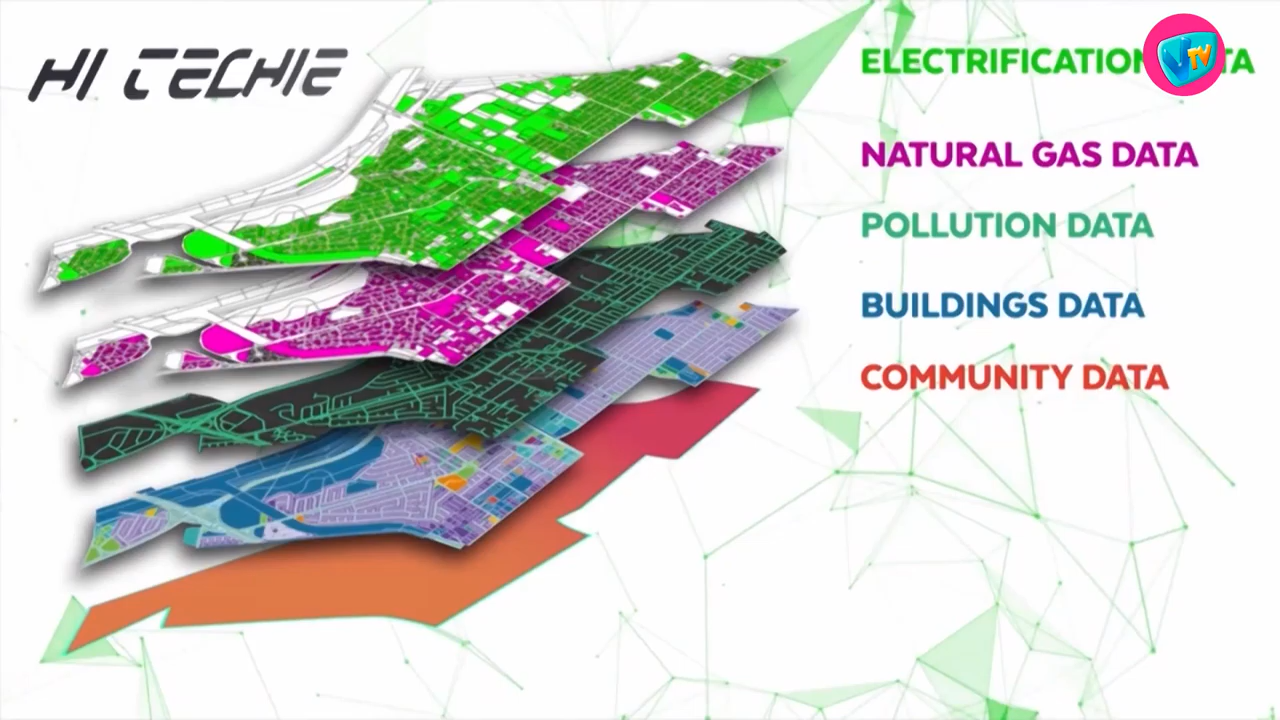 HI TECHIE
ELECTRIFICATION
TV
NATURAL GAS DATA
POLLUTION DATA
BUILDINGS DATA
COMMUNITY DATA